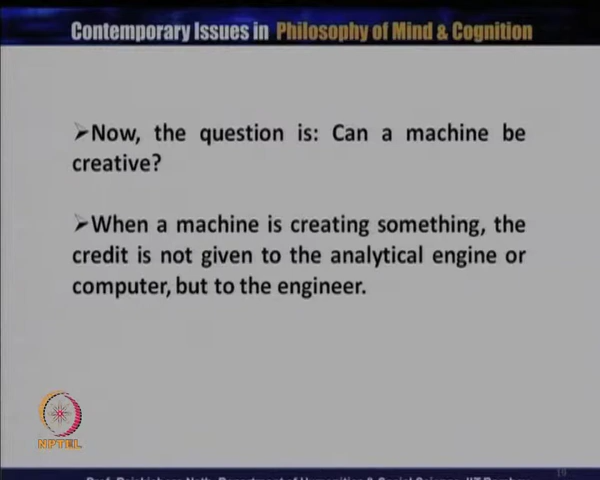 Contemporary Issues in Philosophy of Mind & Cognition
➢Now, the question is: Can a machine be
creative?
➢When a machine is creating something, the
credit is not given to the analytical engine or
computer, but to the engineer.
NPTEL